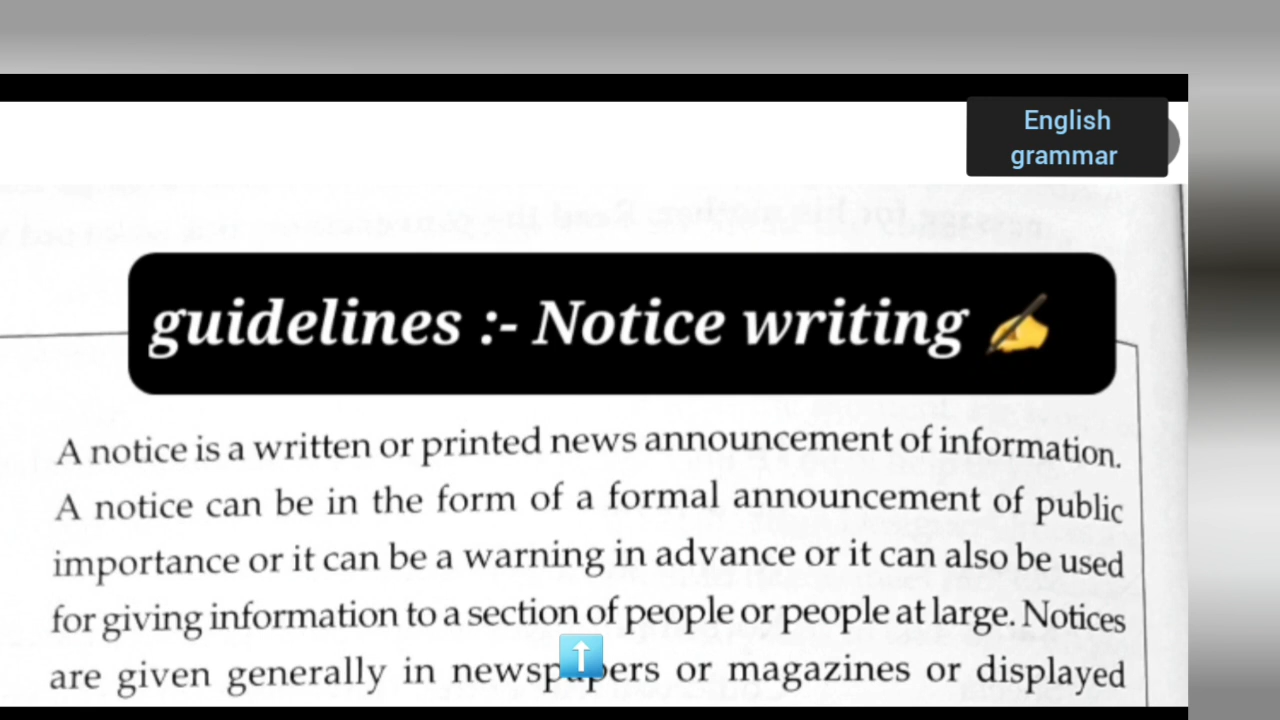 English
grammar
guidelines :- Notice writing ✍
A notice is a written or printed news announcement of information.
A notice can be in the form of a formal announcement of public
importance or it can be a warning in advance or it can also be used
for giving information to a section of people or people at large. Notices
are given generally in newspapers or magazines or displayed